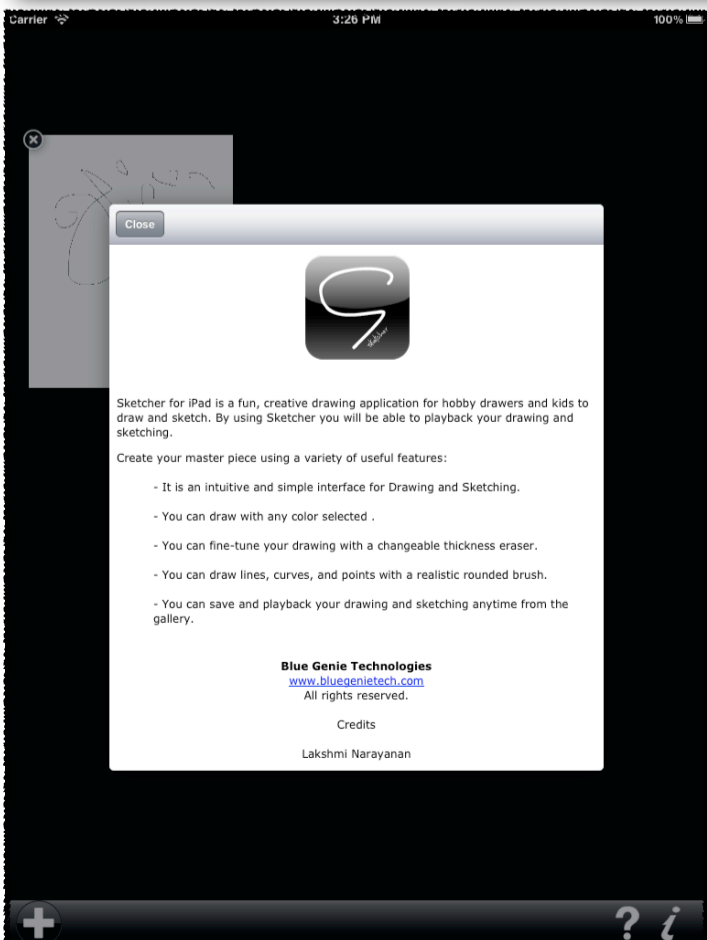 Carrier 3:26 PM 100%
Close
Sketcher
Sketcher for iPad is a fun, creative drawing application for hobby drawers and kids to
draw and sketch. By using Sketcher you will be able to playback your drawing and
sketching.
Create your master piece using a variety of useful features:
- It is an intuitive and simple interface for Drawing and Sketching.
- You can draw with any color selected .
- You can fine-tune your drawing with a changeable thickness eraser.
- You can draw lines, curves, and points with a realistic rounded brush.
- You can save and playback your drawing and sketching anytime from the
gallery.
Blue Genie Technologies
www.bluegenietech.com
All rights reserved.
Credits
Lakshmi Narayanan
? i